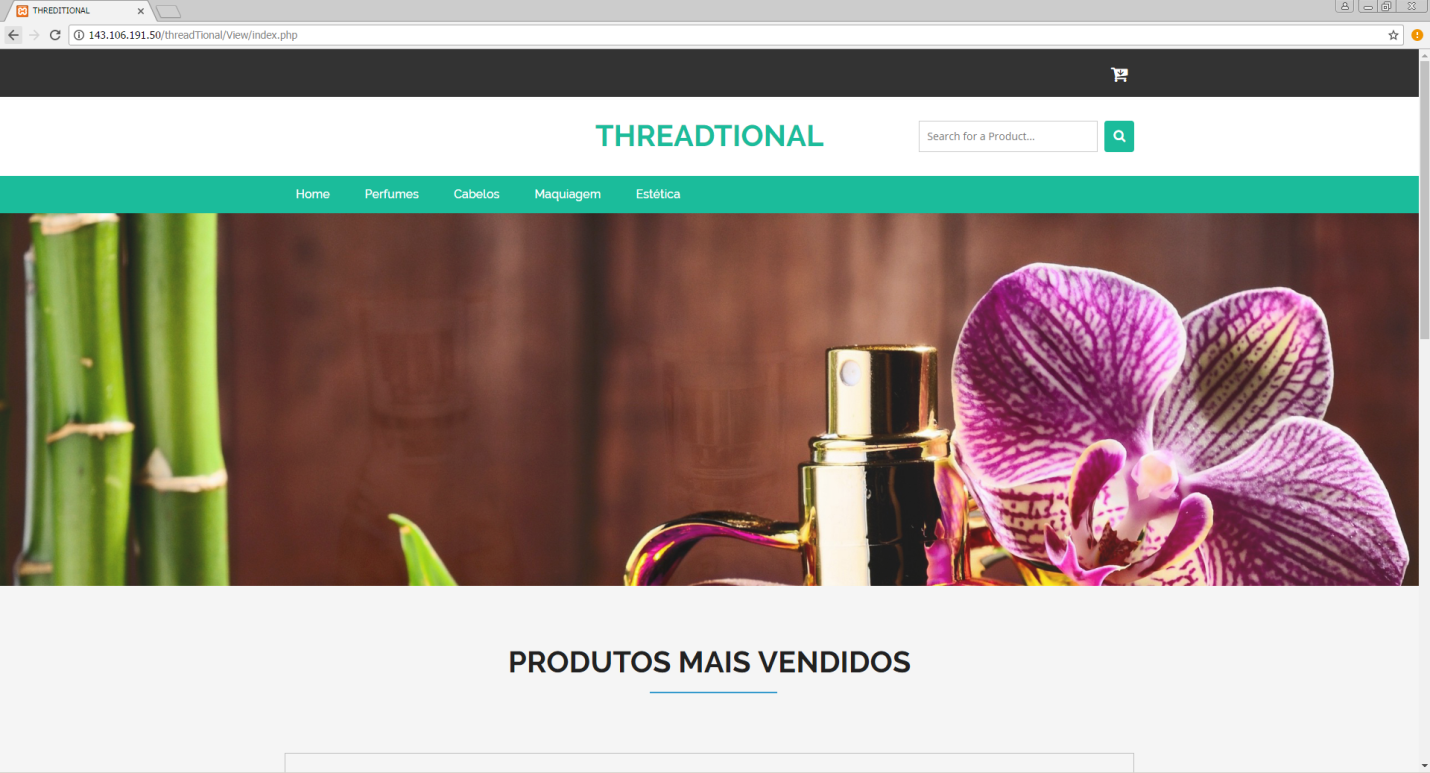 THREDITIONAL
143.106.191.50/threadTional/View/index.php
THREADTIONAL
Search for a Product...
Home Perfumes Cabelos Maquiagem Estética
PRODUTOS MAIS VENDIDOS